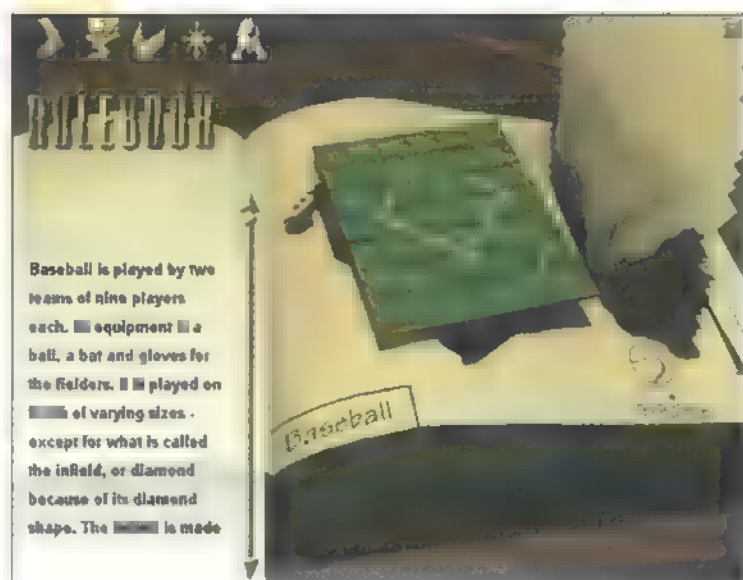 RULEBOOK
Baseball is played by two
teams of nine players
each. equipment a
ball, a bat and gloves for
the fielders. played on
of varying sizes -
except for what is called
the infield, or diamond
because of its diamond
shape. The is made
Baseball